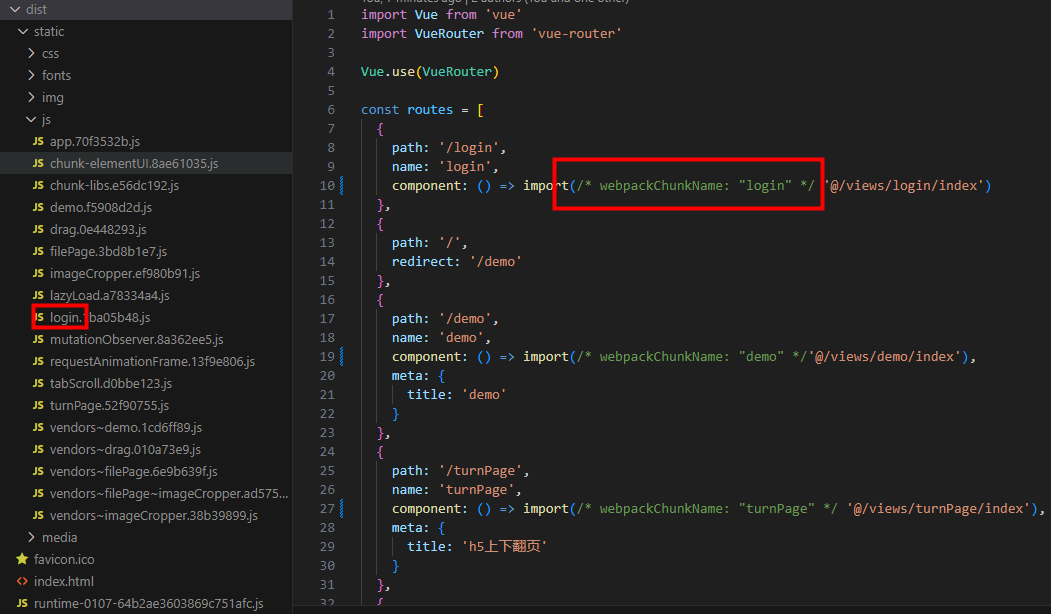 dist
static
css
fonts
img
js
JS app.70f3532b.js
JS chunk-elementUI.8ae61035.js
JS chunk-libs.e56dc192.js
JS demo.f5908d2d.js
JS drag.0e448293.js
JS filePage.3bd8b1e7.js
JS imageCropper.ef980b91.js
JS lazyLoad.a78334a4.js
JS login. ba05b48.js
JS mutationObserver.8a362ee5.js
JS requestAnimationFrame.13f9e806.js
JS tabScroll.d0bbe123.js
JS turnPage.52f90755.js
JS vendors~demo.1cd6ff89.js
JS vendors~drag.010a73e9.js
JS vendors~filePage.6e9b639f.js
JS vendors~filePage~imageCropper.ad575...
JS vendors~imageCropper.38b39899.js
media
favicon.ico
<> index.html
JS runtime-0107-64b2ae3603869c751afc.js
1 import Vue from 'vue'
2 import VueRouter from 'vue-router'
3
4 Vue.use(VueRouter)
5
6 const routes = [
7 {
8 path: '/login',
9 name: 'login',
10 component: () => import(/* webpackChunkName: "login" */ '@/views/login/index')
11 },
12 {
13 path: '/',
14 redirect: '/demo'
15 },
16 {
17 path: '/demo',
18 name: 'demo',
19 component: () => import(/* webpackChunkName: "demo" */'@/views/demo/index'),
20 meta: {
21 title: 'demo'
22 }
23 },
24 {
25 path: '/turnPage',
26 name: 'turnPage',
27 component: () => import(/* webpackChunkName: "turnPage" */ '@/views/turnPage/index'),
28 meta: {
29 title: 'h5上下翻页'
30 }
31 },
32 {